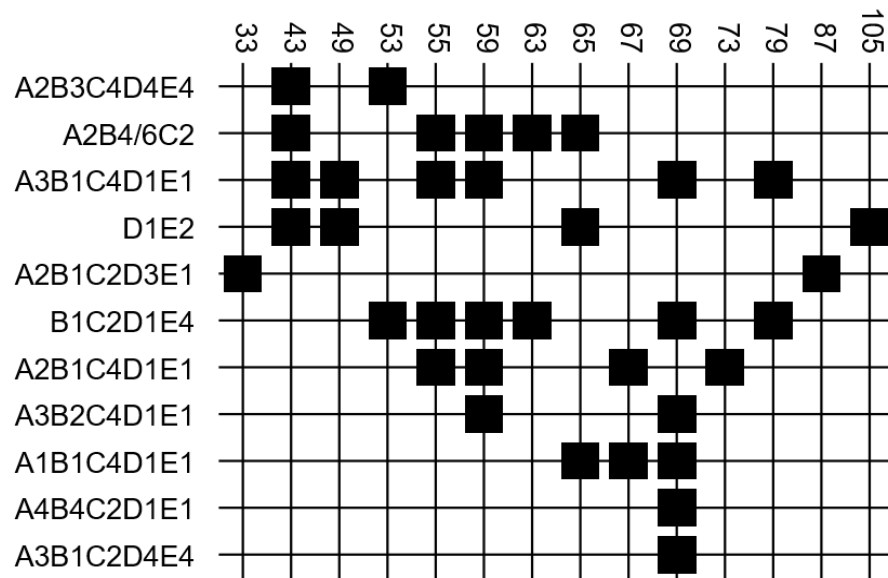 33 43 49 53 55 59 63 65 67 69 73 79 87 105
A2B3C4D4E4
A2B4/6C2
A3B1C4D1E1
D1E2
A2B1C2D3E1
B1C2D1E4
A2B1C4D1E1
A3B2C4D1E1
A1B1C4D1E1
A4B4C2D1E1
A3B1C2D4E4